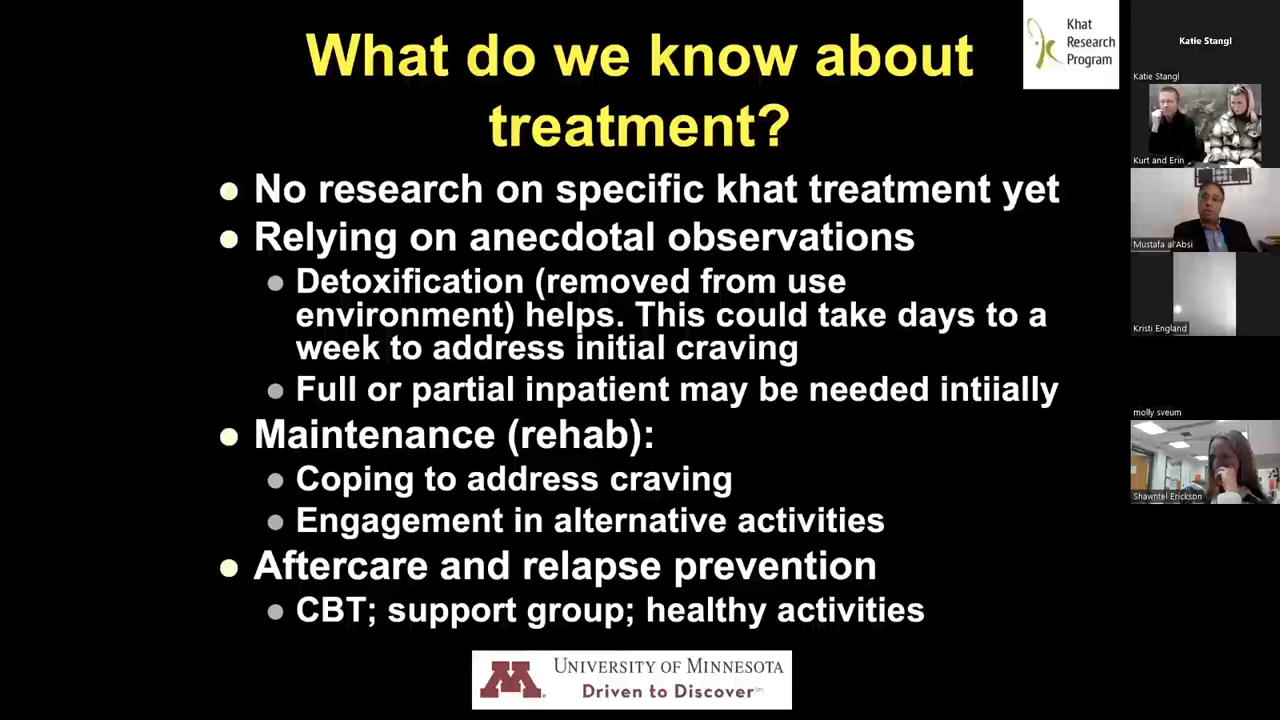 What do we know about
treatment?
No research on specific khat treatment yet
Relying on anecdotal observations
Detoxification (removed from use
environment) helps. This could take days to a
week to address initial craving
Full or partial inpatient may be needed intiially
Maintenance (rehab):
Coping to address craving
Engagement in alternative activities
Aftercare and relapse prevention
CBT; support group; healthy activities
UNIVERSITY OF MINNESOTA
Driven to Discover℠
Khat
Research
Program
Katie Stangl
Katie Stangl
Kurt and Erin
Mustafa al'Absi
Kristi England
molly sveum
Shawntel Erickson